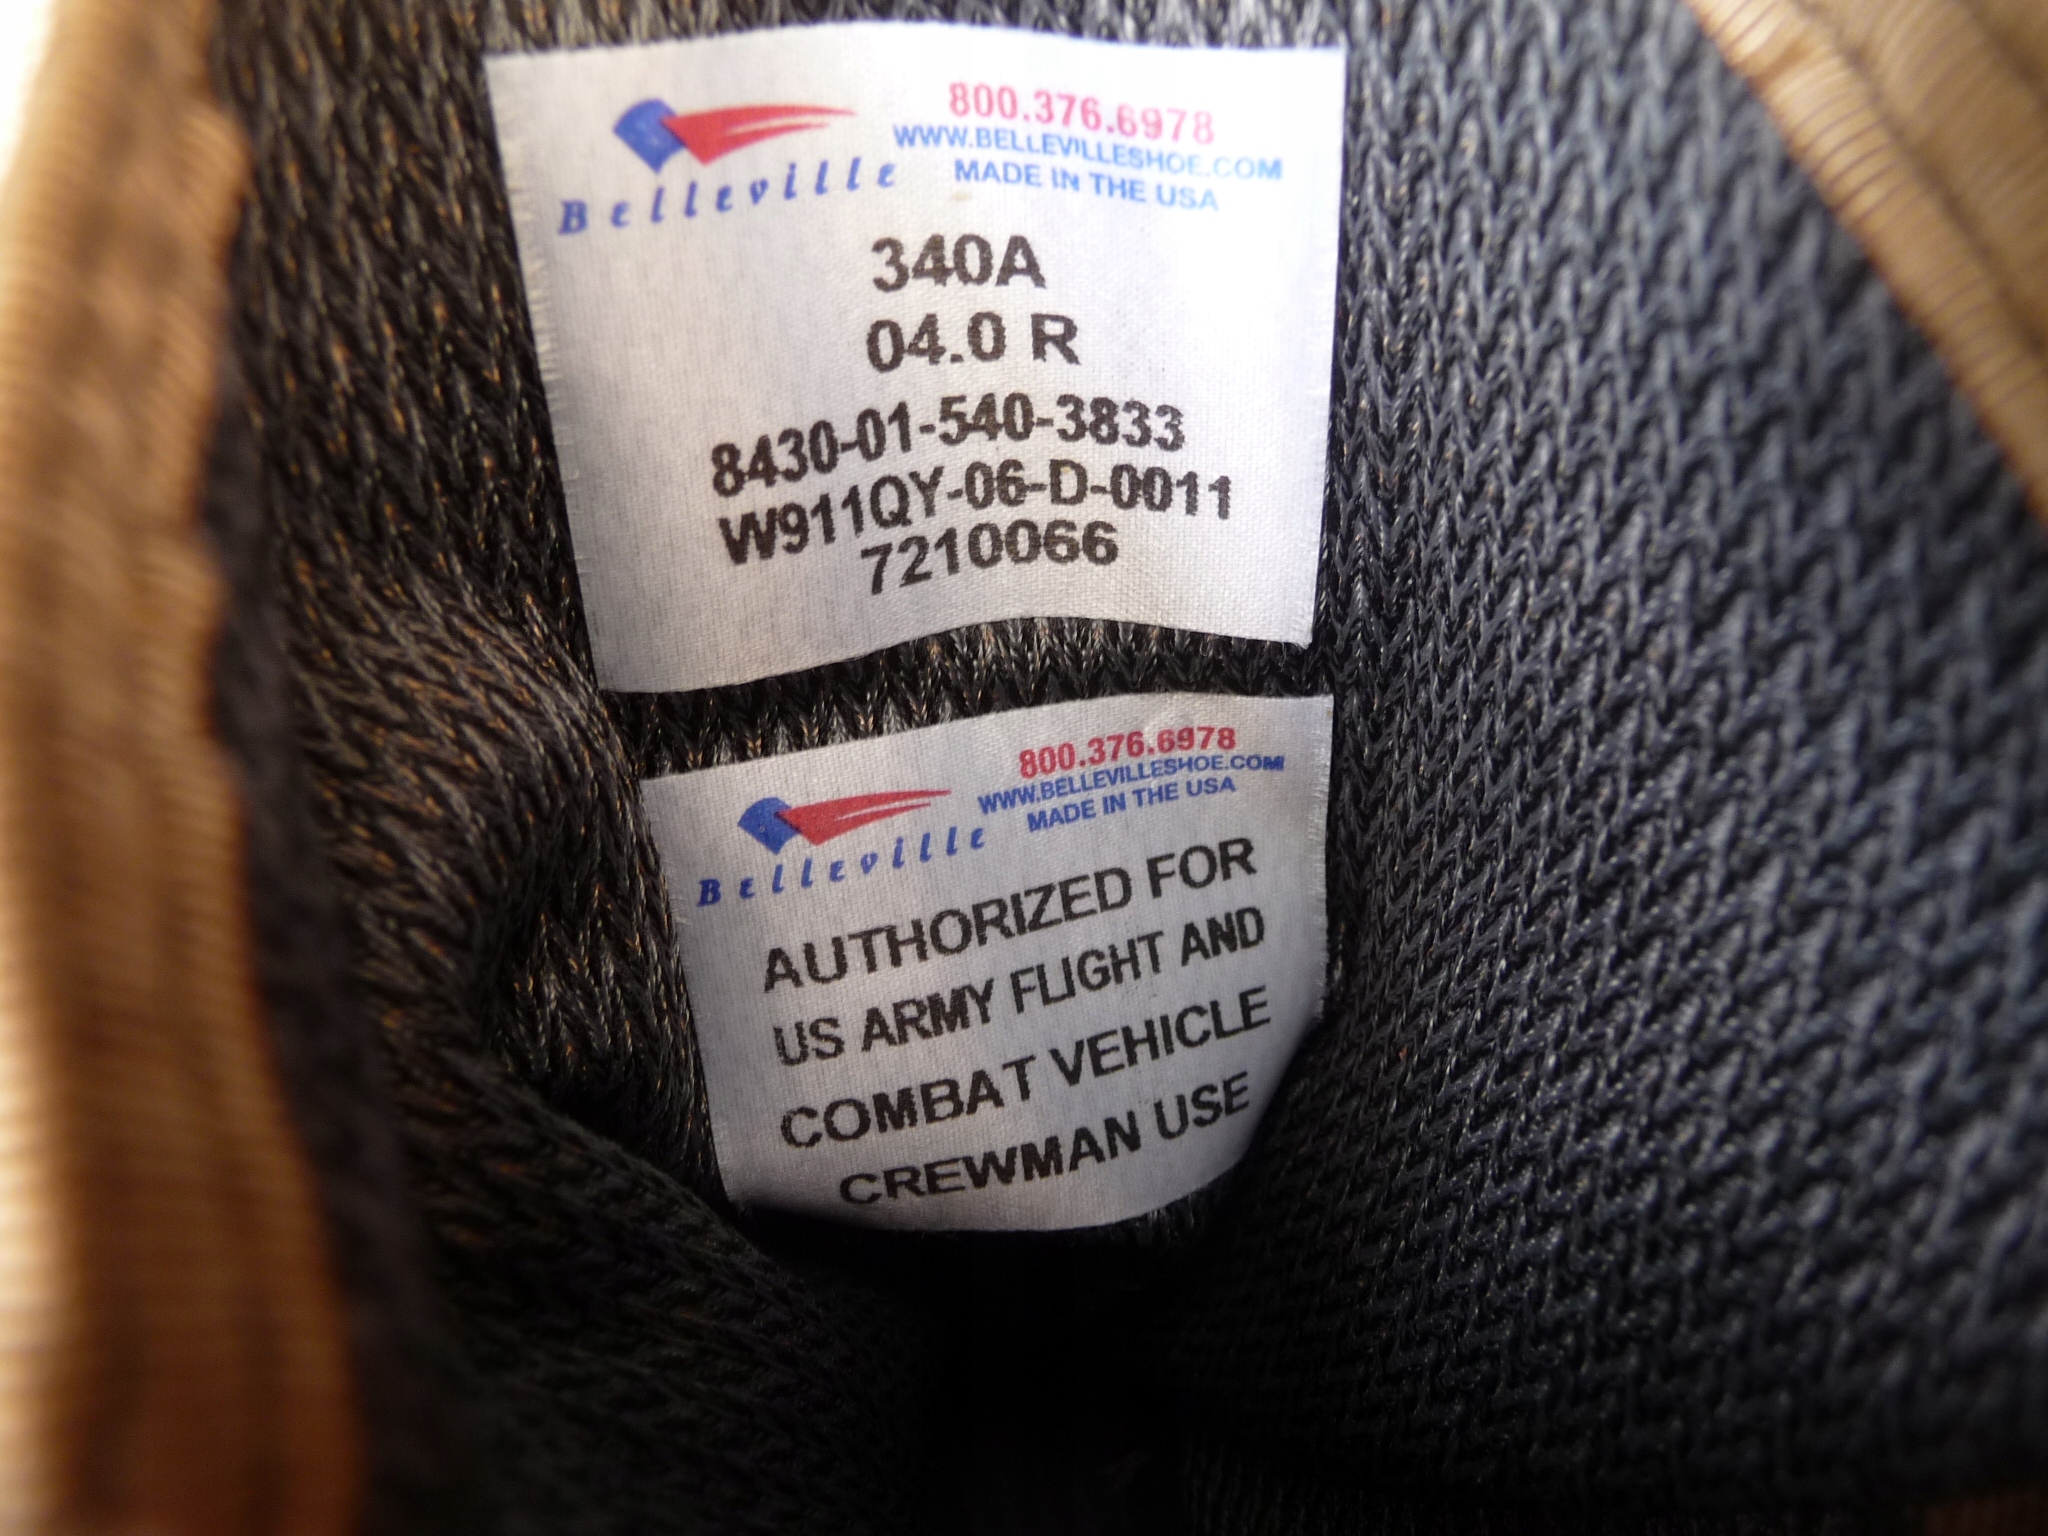 800.376.6978
WWW.BELLEVILLESHOE.COM
MADE IN THE USA
Belleville
340A
04.0 R
8430-01-540-3833
W911QY-06-D-0011
7210066
800.376.6978
WWW.BELLEVILLESHOE.COM
MADE IN THE USA
Belleville
AUTHORIZED FOR
US ARMY FLIGHT AND
COMBAT VEHICLE
CREWMAN USE